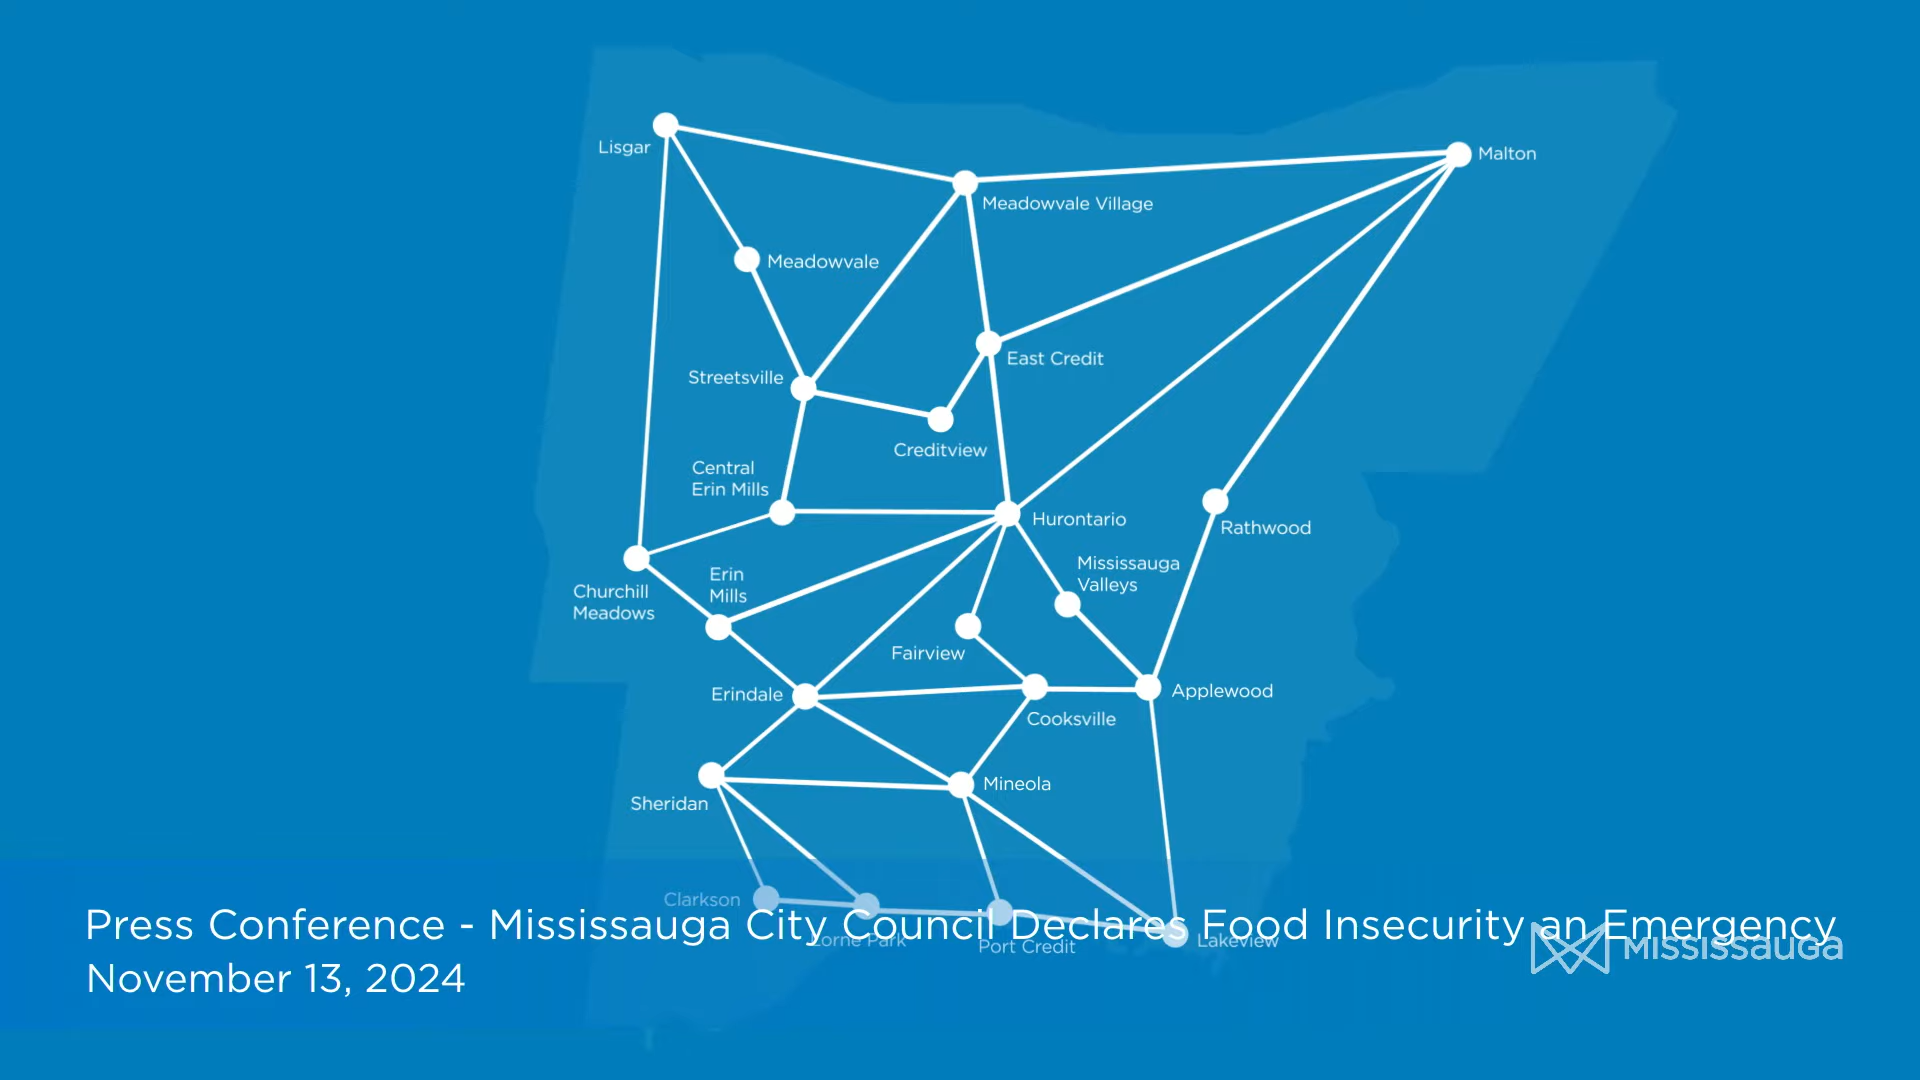 Lisgar
Malton
Meadowvale Village
Meadowvale
East Credit
Streetsville
Creditview
Central
Erin Mills
Hurontario
Rathwood
Mississauga
Valleys
Erin
Mills
Churchill
Meadows
Fairview
Erindale
Applewood
Cooksville
Mineola
Sheridan
Clarkson
Press Conference - Mississauga City Council Declares Food Insecurity an Emergency
Lorne Park
Port Credit
Lakeview
MISSISSAUGA
November 13, 2024